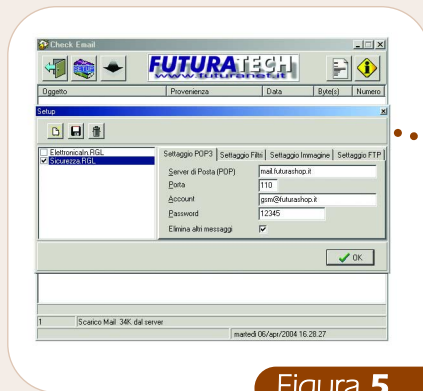 Check Email
SETUP
FUTURATECH
www.futuranet.it
Oggetto Provenienza Data Byte(s) Numero
Setup
ElettronicaIn.RGL
Sicurezza.RGL
Settaggio POP3 Settaggio Filtri Settaggio Immagine Settaggio FTP
Server di Posta (POP) mail.futurashop.it
Porta 110
Account gsm@futurashop.it
Password 12345
Elimina altri messaggi
OK
1 Scarico Mail 34K dal server
martedì 06/apr/2004 16.28.27
Figura 5